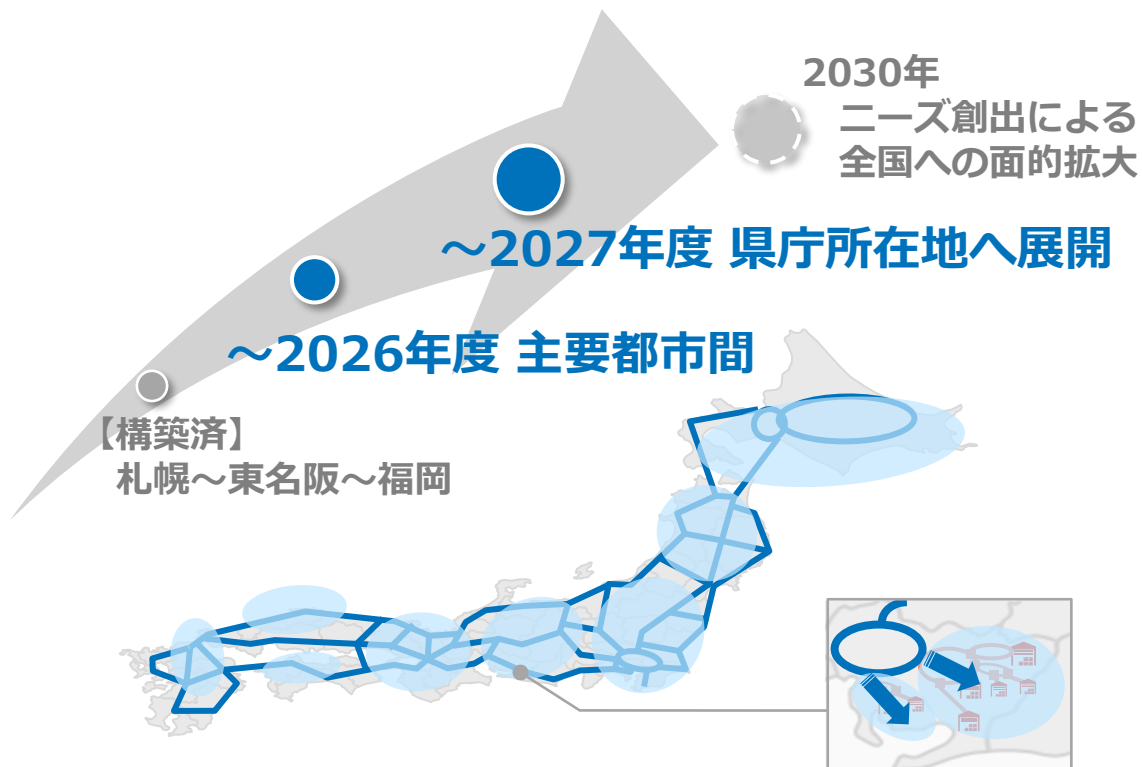 2030年
ニーズ創出による
全国への面的拡大
～2027年度 県庁所在地へ展開
～2026年度 主要都市間
【構築済】
札幌～東名阪～福岡